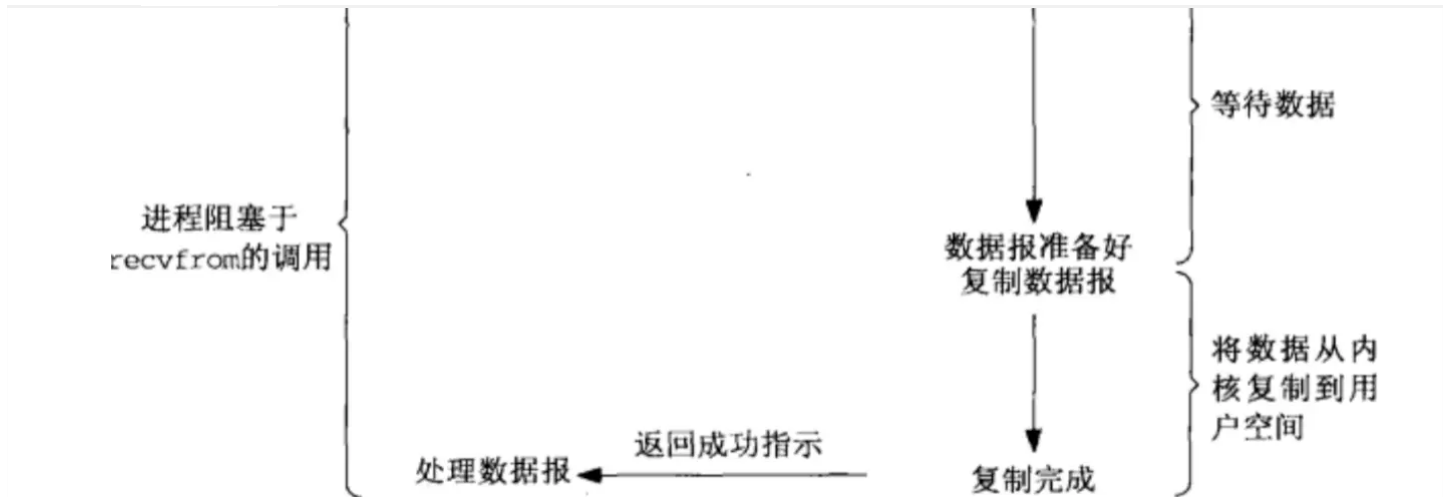 等待数据
进程阻塞于
recvfrom的调用
数据报准备好
复制数据报
将数据从内
核复制到用
户空间
返回成功指示
处理数据报
复制完成